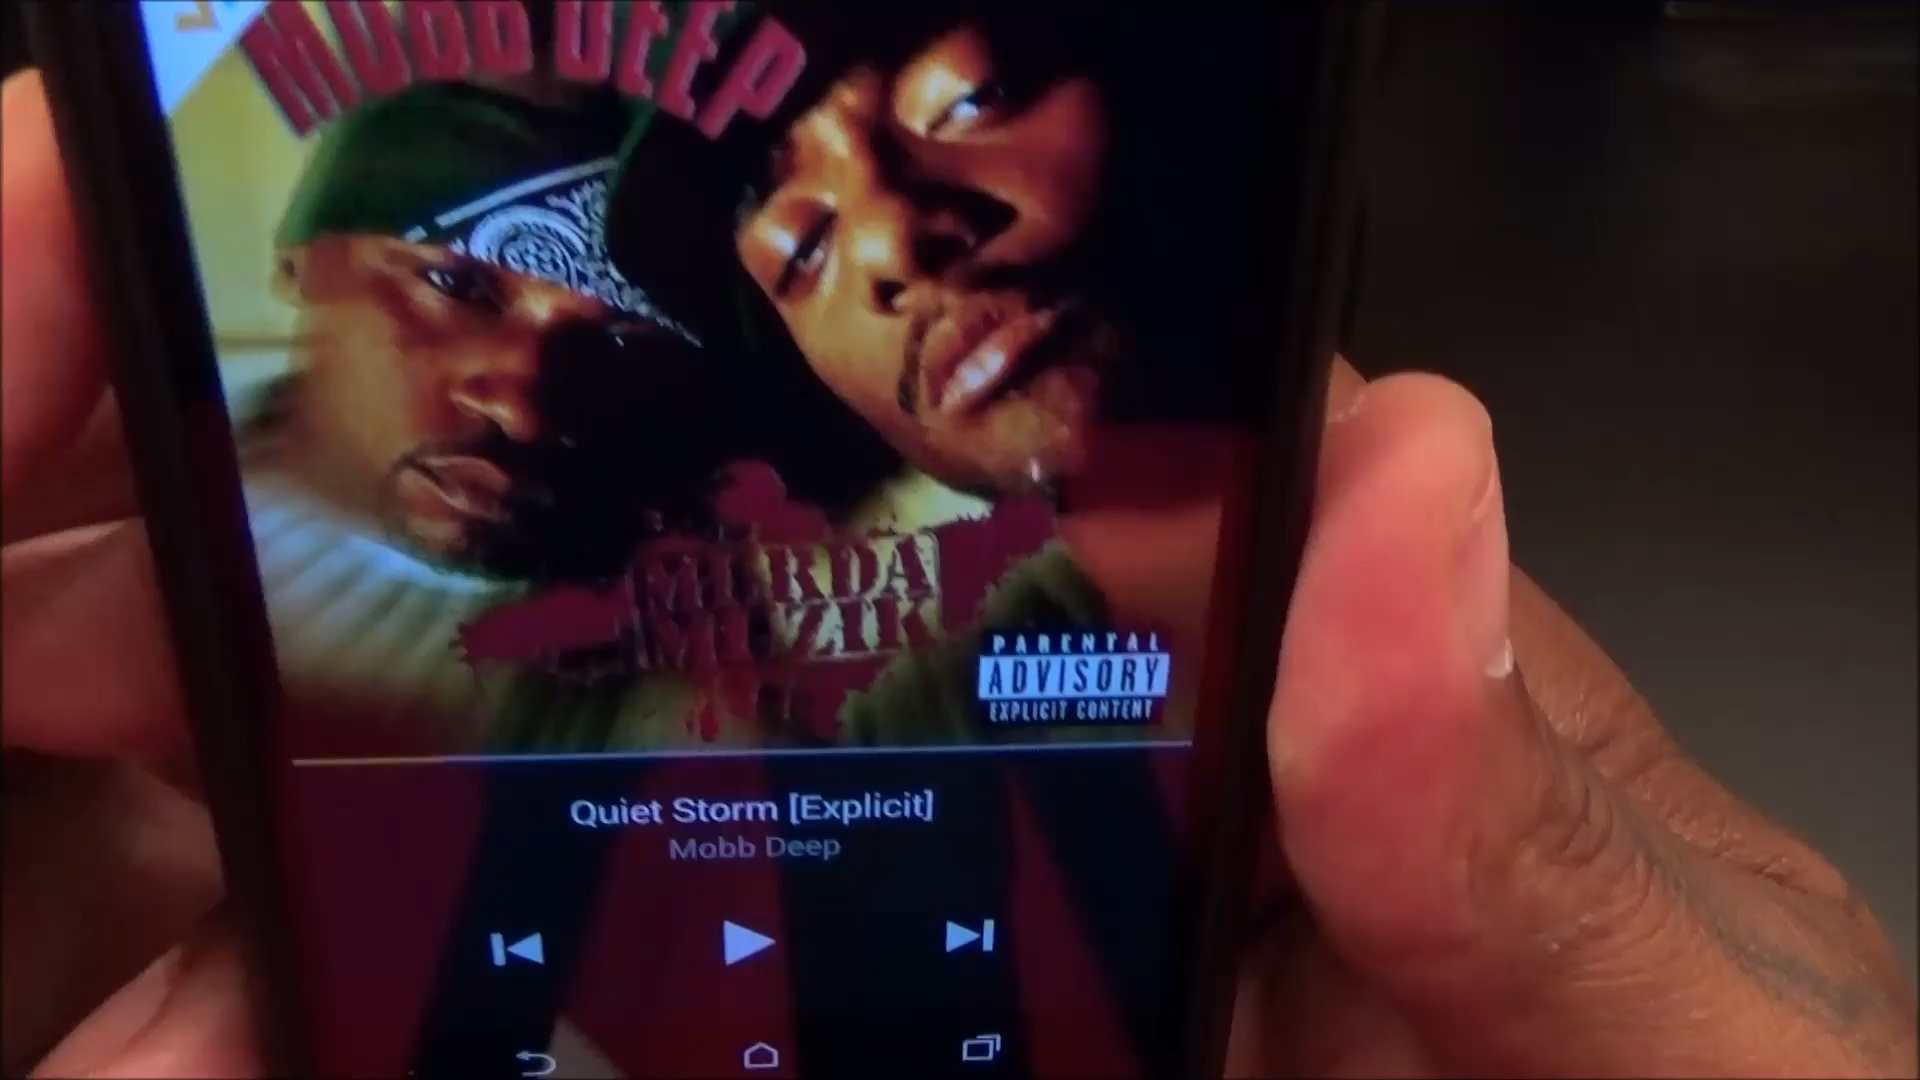 MOBB DEEP
MURDA
MUZIK
PARENTAL
ADVISORY
EXPLICIT CONTENT
Quiet Storm [Explicit]
Mobb Deep